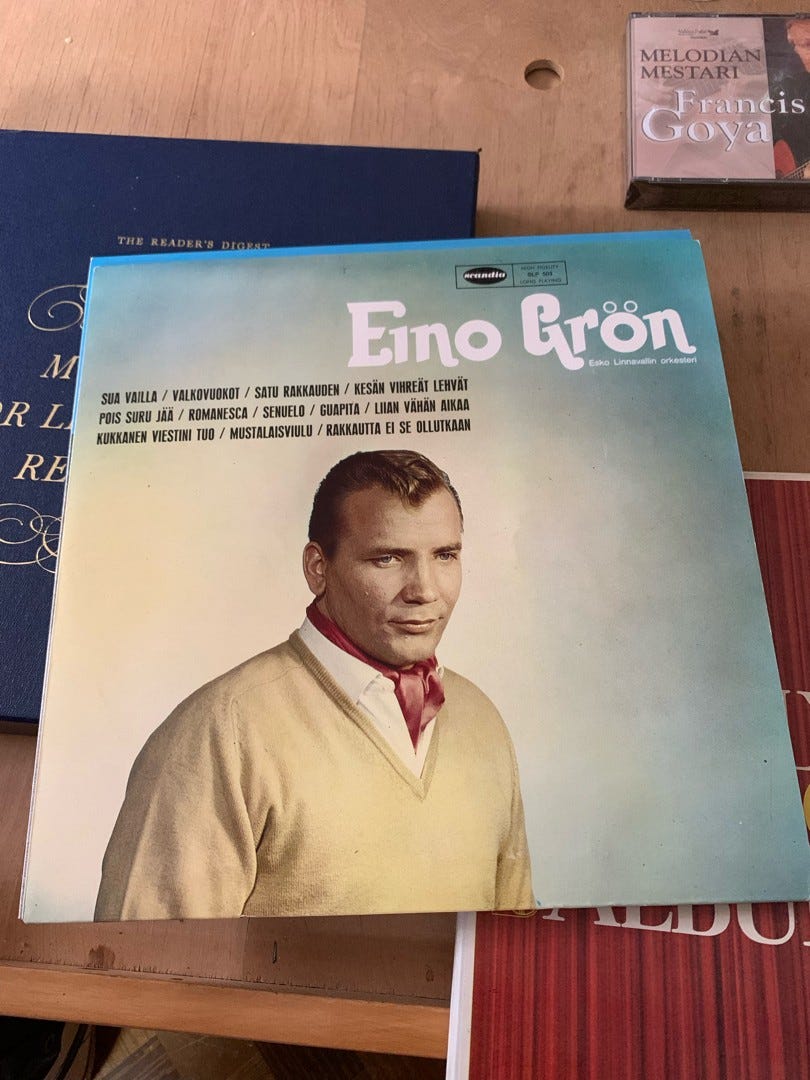 MELODIAN
MESTARI
Francis
Goya
THE READER'S DIGEST
scandia
HIGH FIDELITY
SLP 503
LONG PLAYING
Eino Grön
Esko Linnavallin orkesteri
SUA VAILLA / VALKOVUOKOT / SATU RAKKAUDEN / KESÄN VIHREÄT LEHVÄT
POIS SURU JÄÄ / ROMANESCA / SENUELO / GUAPITA / LIIAN VÄHÄN AIKAA
KUKKANEN VIESTINI TUO / MUSTALAISVIULU / RAKKAUTTA EI SE OLLUTKAAN